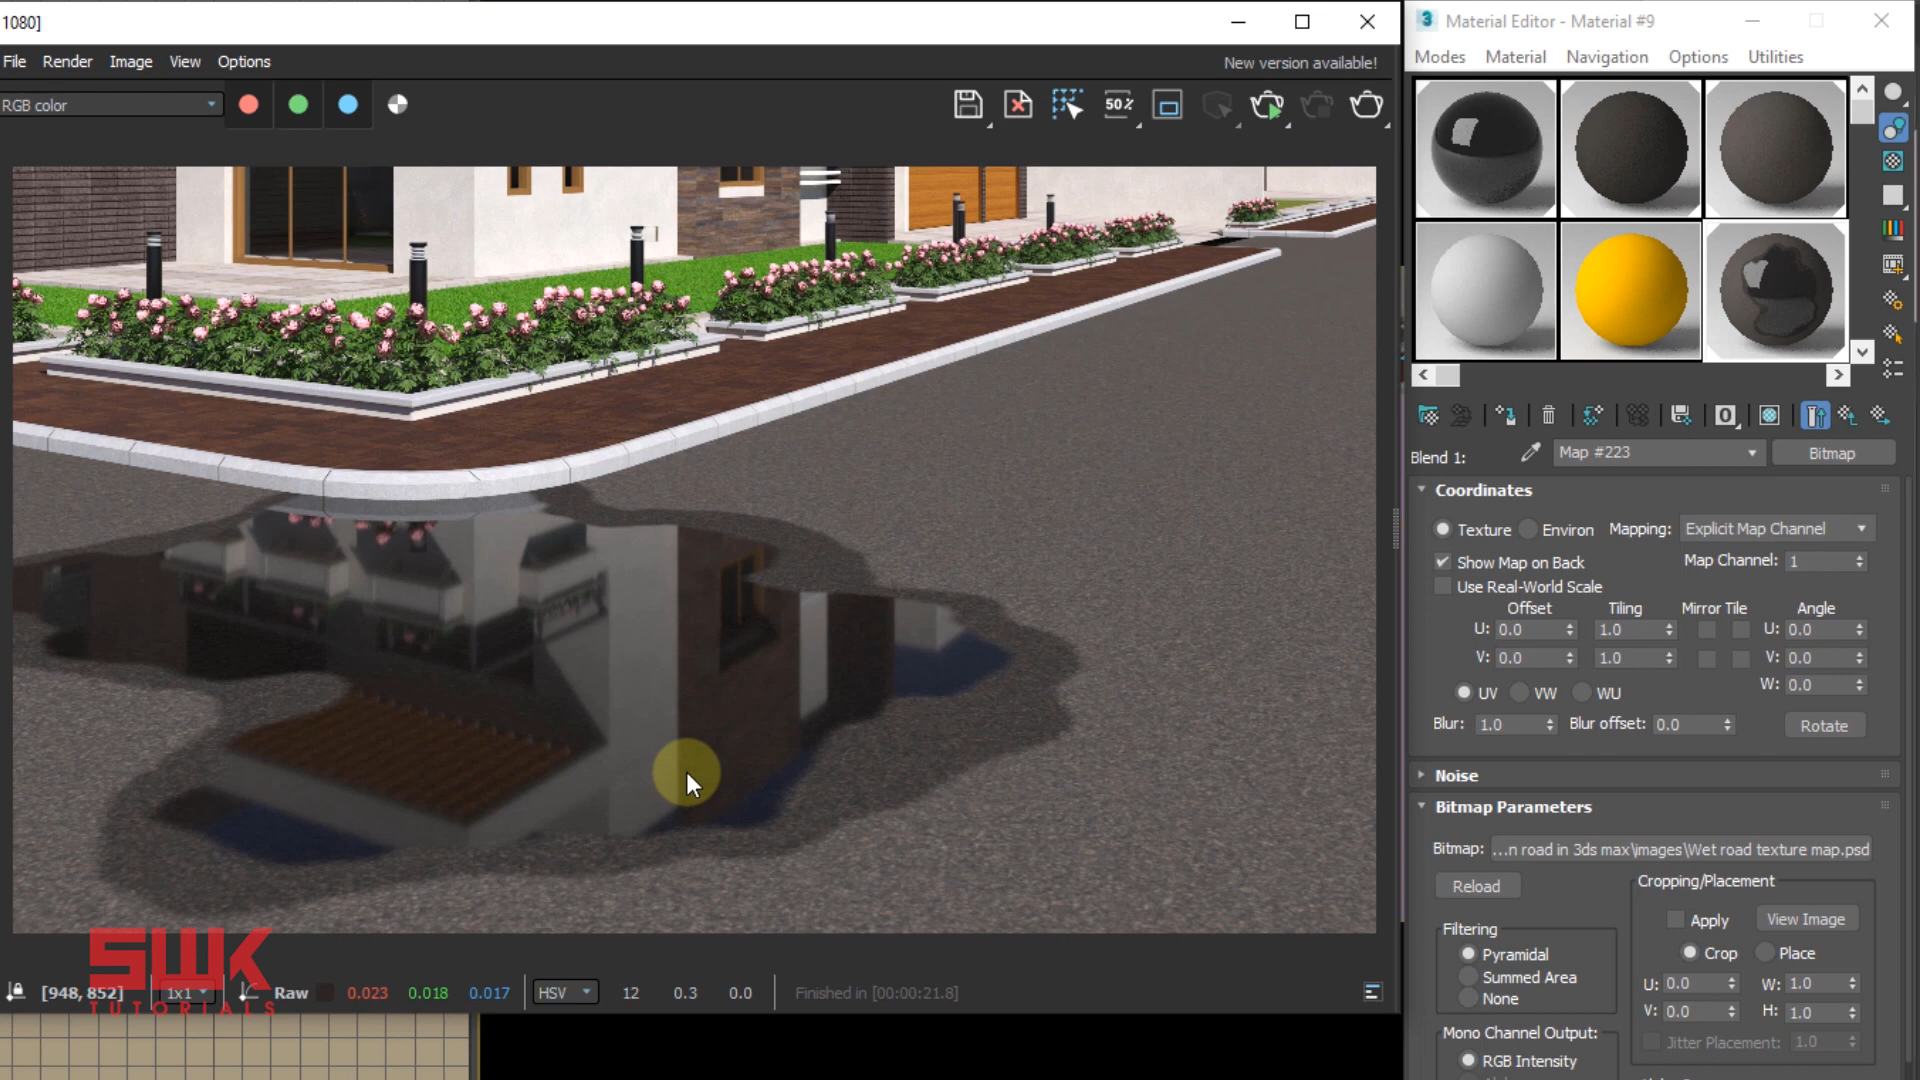 1080]
File Render Image View Options
New version available!
RGB color
50%
SWK
TUTORIALS
[948, 852]
1x1
Raw
0.023
0.018
0.017
HSV
12
0.3
0.0
Finished in [00:00:21.8]
3
Material Editor - Material #9
Modes Material Navigation Options Utilities
0
Blend 1:
Map #223
Bitmap
Coordinates
Texture Environ Mapping: Explicit Map Channel
Show Map on Back Map Channel: 1
Use Real-World Scale
Offset Tiling Mirror Tile Angle
U: 0.0 1.0 U: 0.0
V: 0.0 1.0 V: 0.0
W: 0.0
UV VW WU
Blur: 1.0 Blur offset: 0.0 Rotate
Noise
Bitmap Parameters
Bitmap: ...n road in 3ds max\images\Wet road texture map.psd
Reload
Cropping/Placement
Apply View Image
Crop Place
U: 0.0 W: 1.0
V: 0.0 H: 1.0
Jitter Placement: 1.0
Filtering
Pyramidal
Summed Area
None
Mono Channel Output:
RGB Intensity